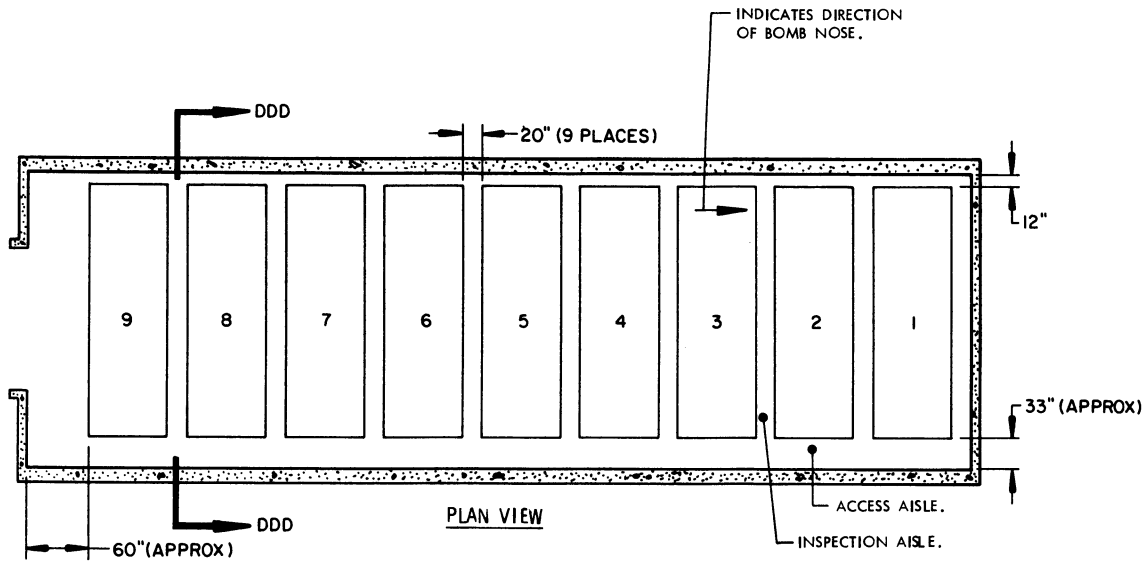 INDICATES DIRECTION
OF BOMB NOSE.
DDD
20" (9 PLACES)
12"
9
8
7
6
5
4
3
2
1
33" (APPROX)
ACCESS AISLE.
DDD
PLAN VIEW
INSPECTION AISLE.
60" (APPROX)